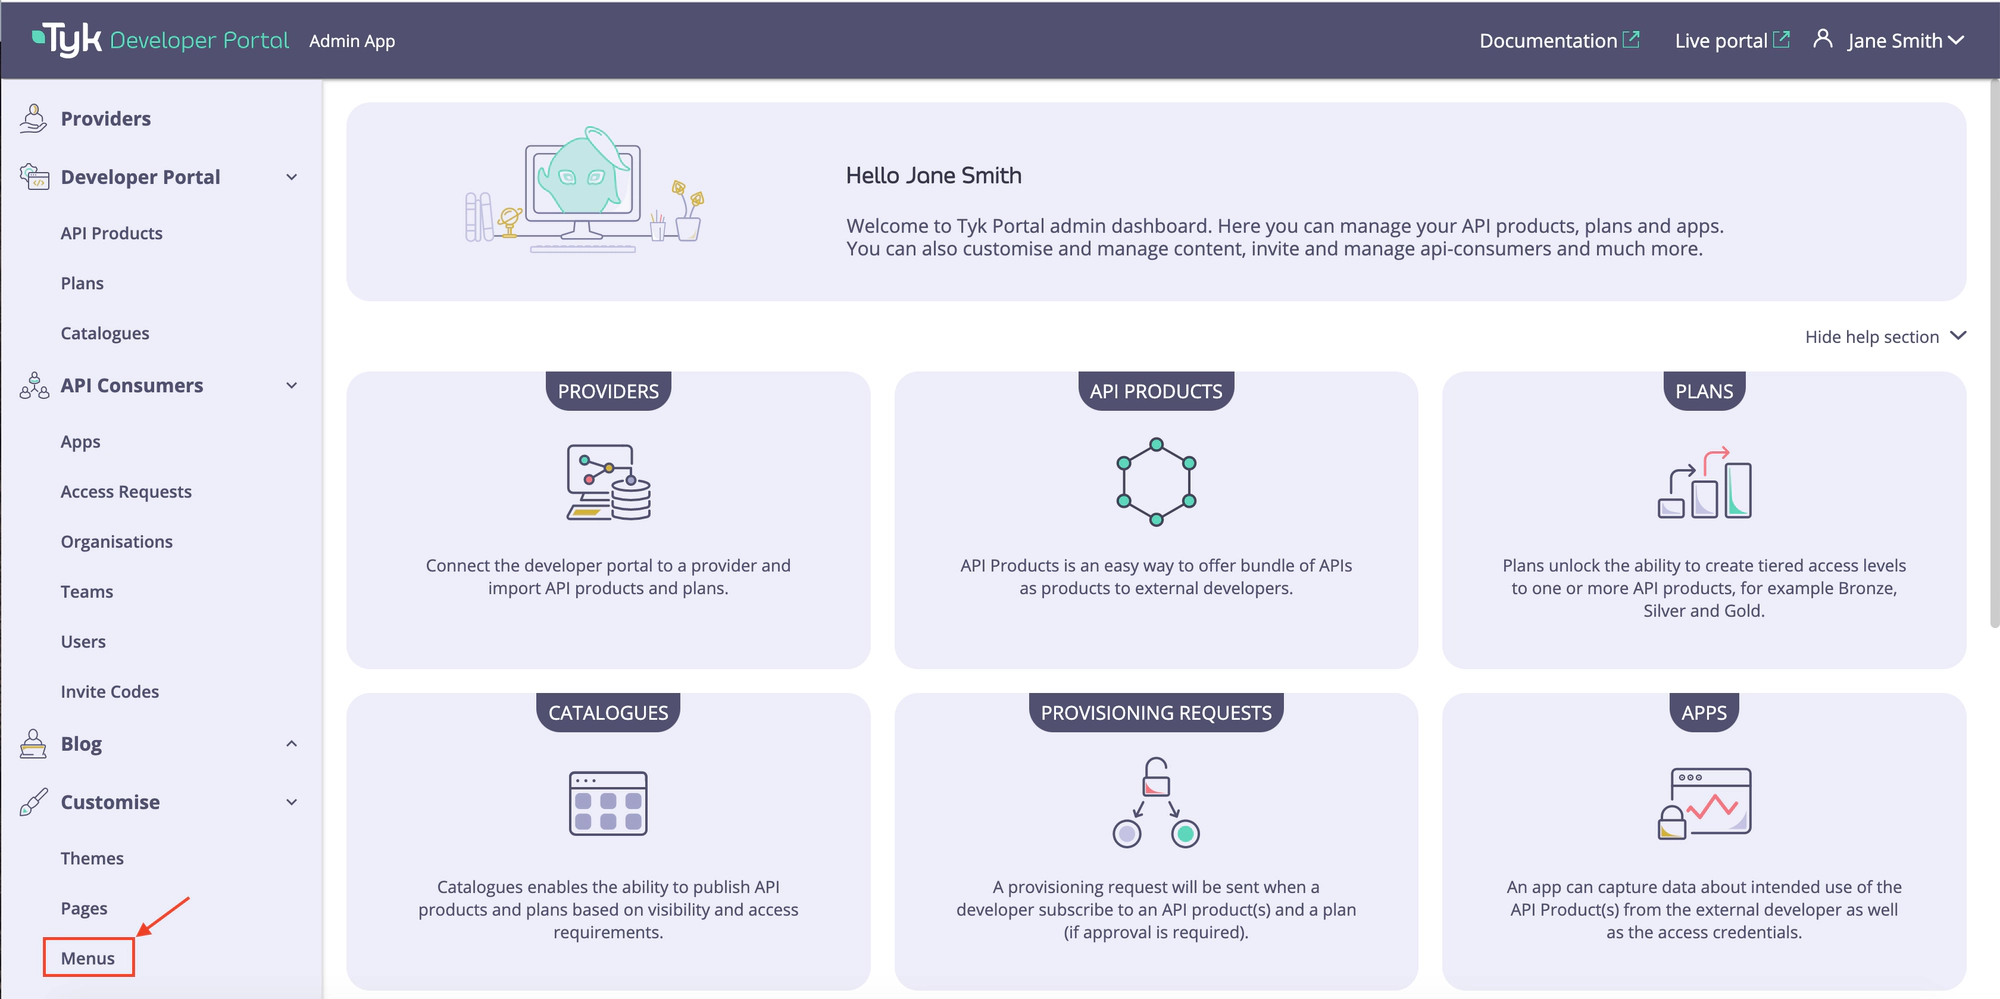 Tyk Developer Portal Admin App
Documentation
Live portal
Jane Smith
Providers
Developer Portal
API Products
Plans
Catalogues
API Consumers
Apps
Access Requests
Organisations
Teams
Users
Invite Codes
Blog
Customise
Themes
Pages
Menus
Hello Jane Smith
Welcome to Tyk Portal admin dashboard. Here you can manage your API products, plans and apps.
You can also customise and manage content, invite and manage api-consumers and much more.
Hide help section
PROVIDERS
Connect the developer portal to a provider and
import API products and plans.
API PRODUCTS
API Products is an easy way to offer bundle of APIs
as products to external developers.
PLANS
Plans unlock the ability to create tiered access levels
to one or more API products, for example Bronze,
Silver and Gold.
CATALOGUES
Catalogues enables the ability to publish API
products and plans based on visibility and access
requirements.
PROVISIONING REQUESTS
A provisioning request will be sent when a
developer subscribe to an API product(s) and a plan
(if approval is required).
APPS
An app can capture data about intended use of the
API Product(s) from the external developer as well
as the access credentials.